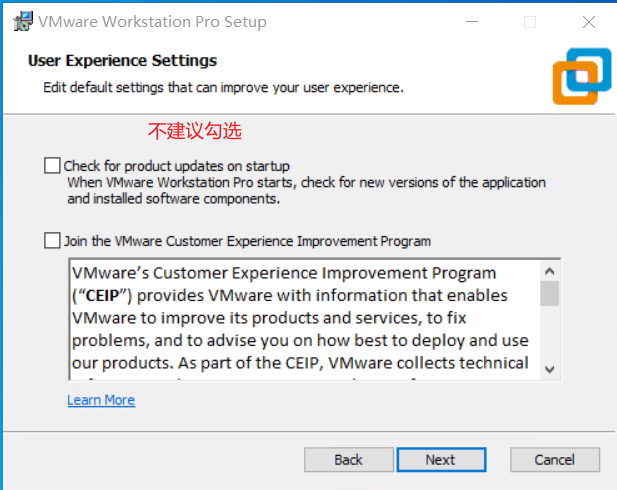 VMware Workstation Pro Setup
User Experience Settings
Edit default settings that can improve your user experience.
不建议勾选
Check for product updates on startup
When VMware Workstation Pro starts, check for new versions of the application
and installed software components.
Join the VMware Customer Experience Improvement Program
VMware's Customer Experience Improvement Program
("CEIP") provides VMware with information that enables
VMware to improve its products and services, to fix
problems, and to advise you on how best to deploy and use
our products. As part of the CEIP, VMware collects technical
Learn More
Back
Next
Cancel